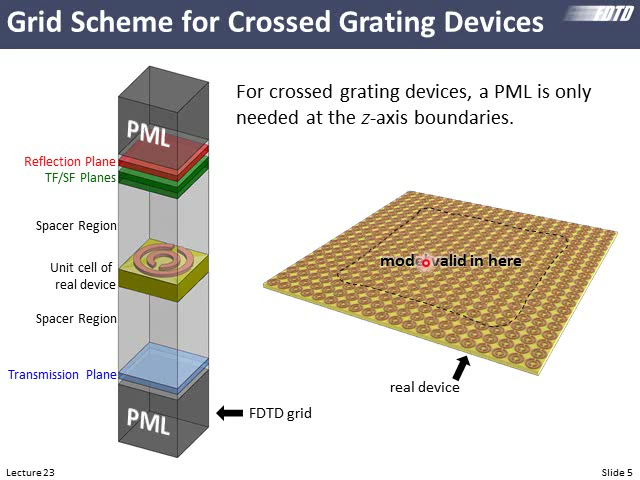 Grid Scheme for Crossed Grating Devices
FDTD
For crossed grating devices, a PML is only
needed at the z-axis boundaries.
PML
Reflection Plane
TF/SF Planes
Spacer Region
Unit cell of
real device
Spacer Region
Transmission Plane
PML
FDTD grid
model valid in here
real device
Lecture 23
Slide 5